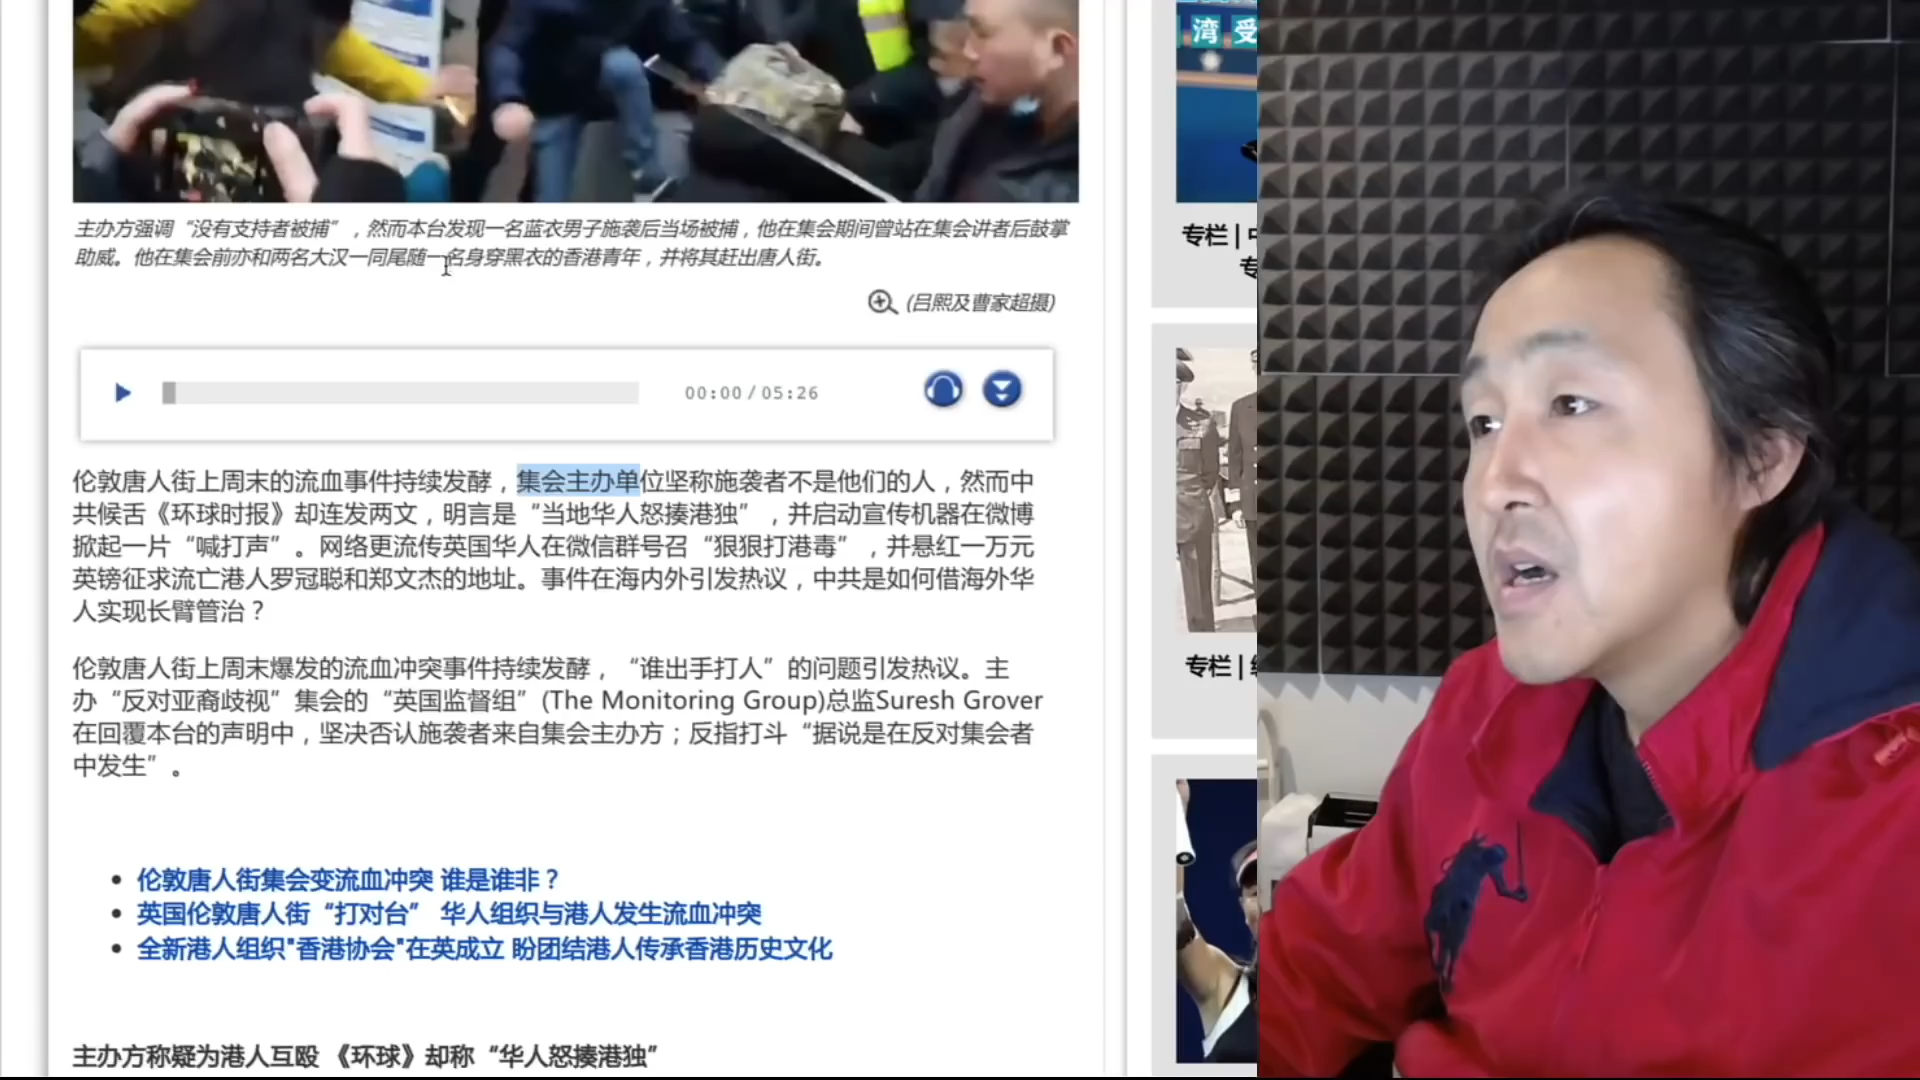 湾 受
主办方强调“没有支持者被捕”，然而本台发现一名蓝衣男子施袭后当场被捕，他在集会期间曾站在集会讲者后鼓掌
助威。他在集会前亦和两名大汉一同尾随一名身穿黑衣的香港青年，并将其赶出唐人街。
(吕熙及曹家超摄)
00:00 / 05:26
伦敦唐人街上周末的流血事件持续发酵，集会主办单位坚称施袭者不是他们的人，然而中
共候舌《环球时报》却连发两文，明言是“当地华人怒揍港独”，并启动宣传机器在微博
掀起一片“喊打声”。网络更流传英国华人在微信群号召“狠狠打港毒”，并悬红一万元
英镑征求流亡港人罗冠聪和郑文杰的地址。事件在海内外引发热议，中共是如何借海外华
人实现长臂管治？
伦敦唐人街上周末爆发的流血冲突事件持续发酵，“谁出手打人”的问题引发热议。主
办“反对亚裔歧视”集会的“英国监督组”(The Monitoring Group)总监Suresh Grover
在回覆本台的声明中，坚决否认施袭者来自集会主办方；反指打斗“据说是在反对集会者
中发生”。
伦敦唐人街集会变流血冲突 谁是谁非？
英国伦敦唐人街“打对台” 华人组织与港人发生流血冲突
全新港人组织"香港协会"在英成立 盼团结港人传承香港历史文化
主办方称疑为港人互殴 《环球》却称“华人怒揍港独”
专栏 |
专栏 |